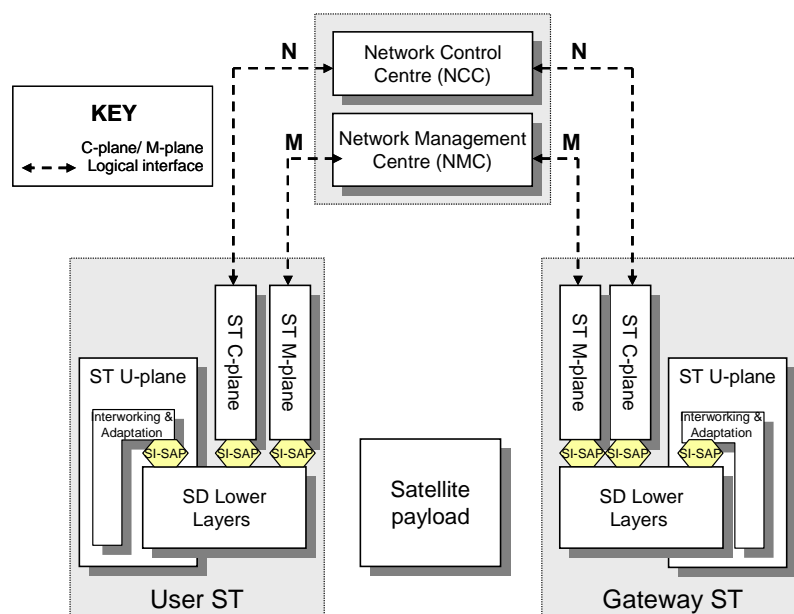 N
Network Control
Centre (NCC)
N
KEY
C-plane/ M-plane
Logical interface
M
Network Management
Centre (NMC)
M
ST C-plane
ST M-plane
ST U-plane
Interworking &
Adaptation
SI-SAP
SI-SAP
SI-SAP
SD Lower
Layers
User ST
Satellite
payload
ST M-plane
ST C-plane
ST U-plane
Interworking &
Adaptation
SI-SAP
SI-SAP
SI-SAP
SD Lower
Layers
Gateway ST